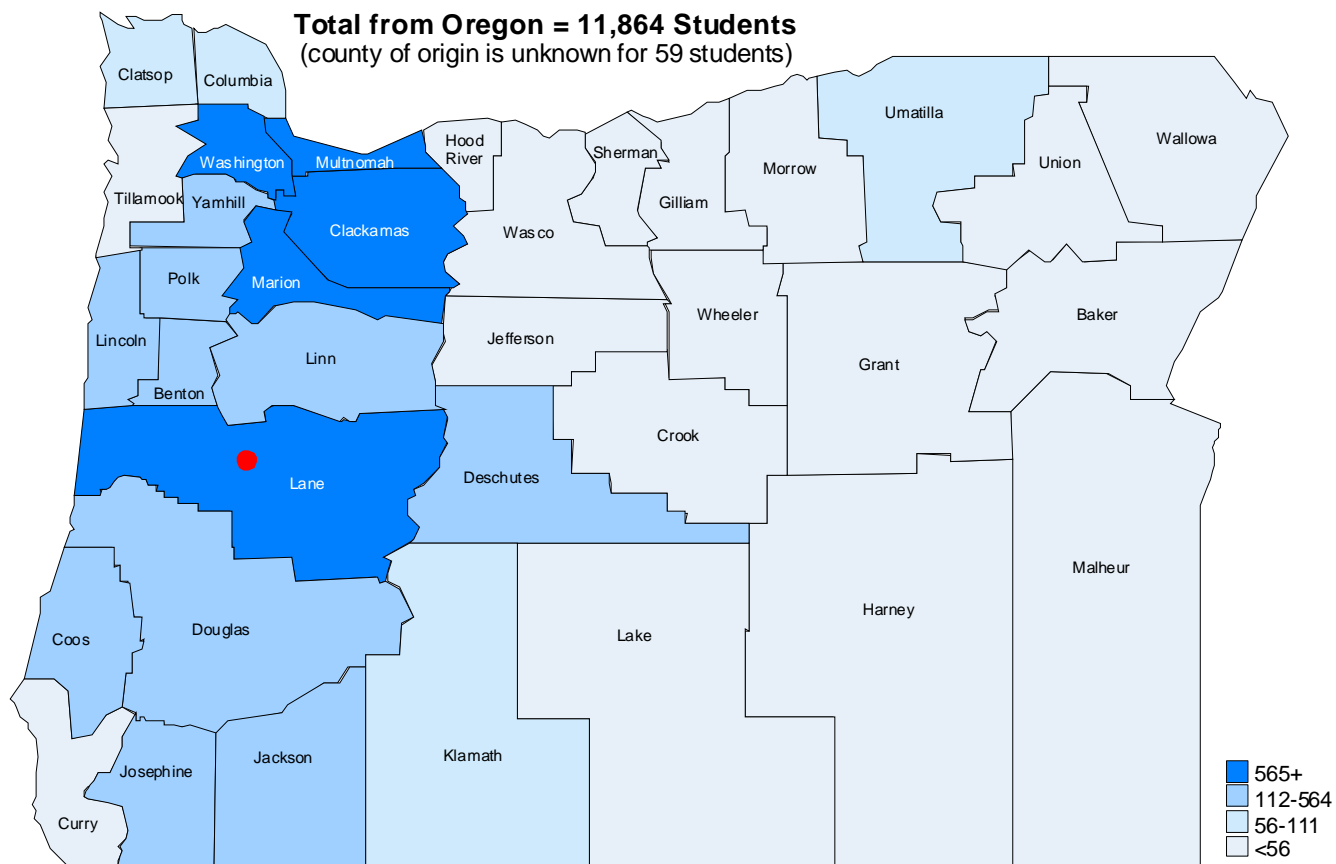 Total from Oregon = 11,864 Students
(county of origin is unknown for 59 students)
Clatsop
Columbia
Umatilla
Wallowa
Hood
River
Sherman
Washington
Multnomah
Morrow
Union
Tillamook
Yamhill
Gilliam
Clackamas
Wasco
Polk
Marion
Wheeler
Baker
Lincoln
Linn
Jefferson
Grant
Benton
Crook
Lane
Deschutes
Malheur
Harney
Coos
Douglas
Lake
Josephine
Jackson
Klamath
Curry
565+
112-564
56-111
<56